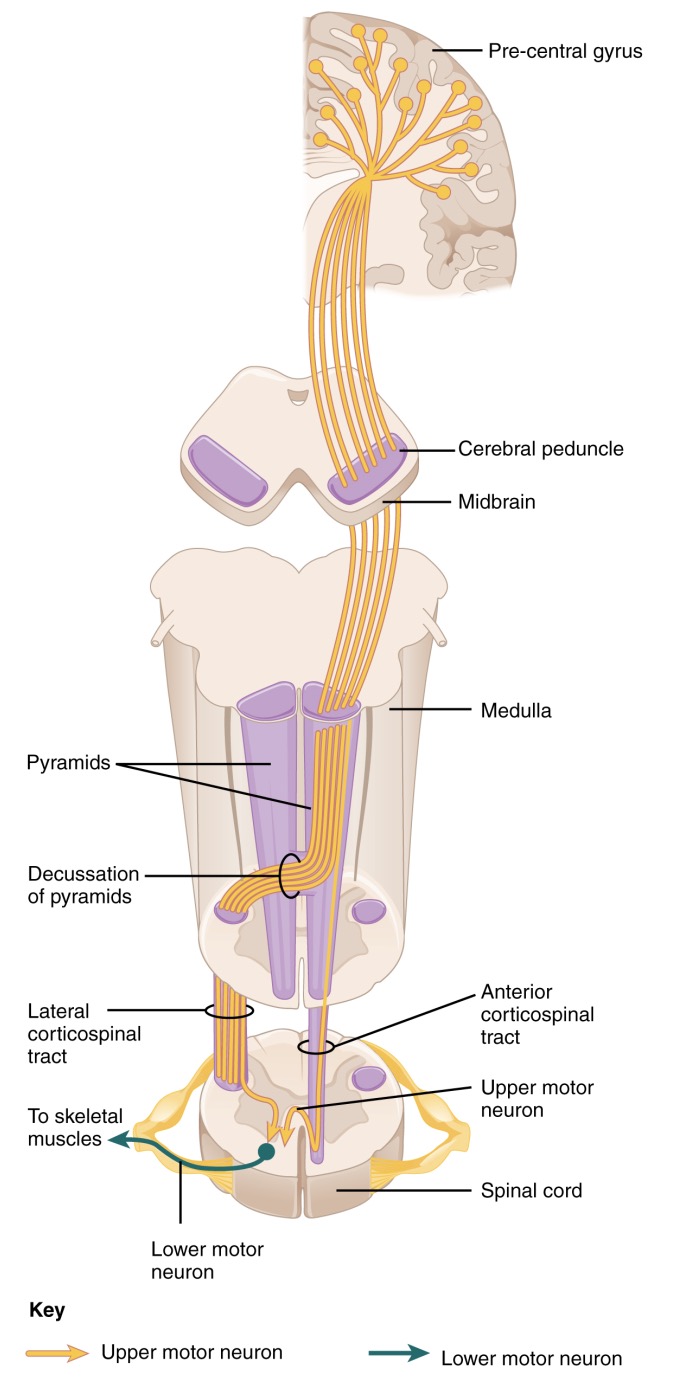 Pre-central gyrus
Cerebral peduncle
Midbrain
Medulla
Pyramids
Decussation
of pyramids
Anterior
corticospinal
tract
Lateral
corticospinal
tract
Upper motor
neuron
To skeletal
muscles
Spinal cord
Lower motor
neuron
Key
Upper motor neuron
Lower motor neuron